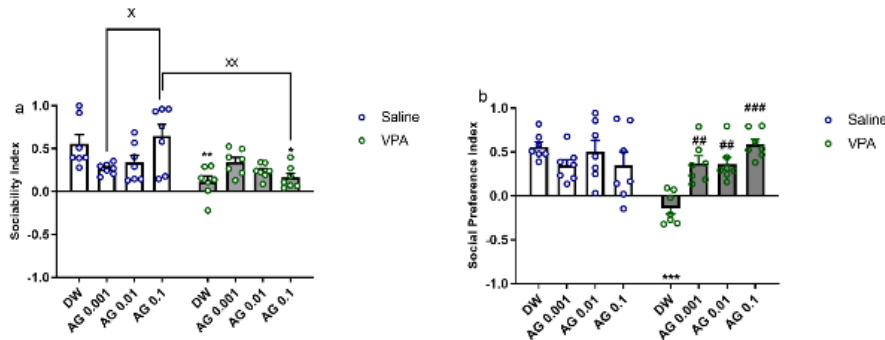 X
XX
a
Saline
VPA
Sociability Index
1.0
0.5
0.0
0.5
-1.0
**
*
DW
AG 0.001
AG 0.01
AG 0.1
DW
AG 0.001
AG 0.01
AG 0.1
b
Saline
VPA
Social Preference Index
1.0
0.5
0.0
-0.5
-1.0
##
##
###
***
DW
AG 0.001
AG 0.01
AG 0.1
DW
AG 0.001
AG 0.01
AG 0.1